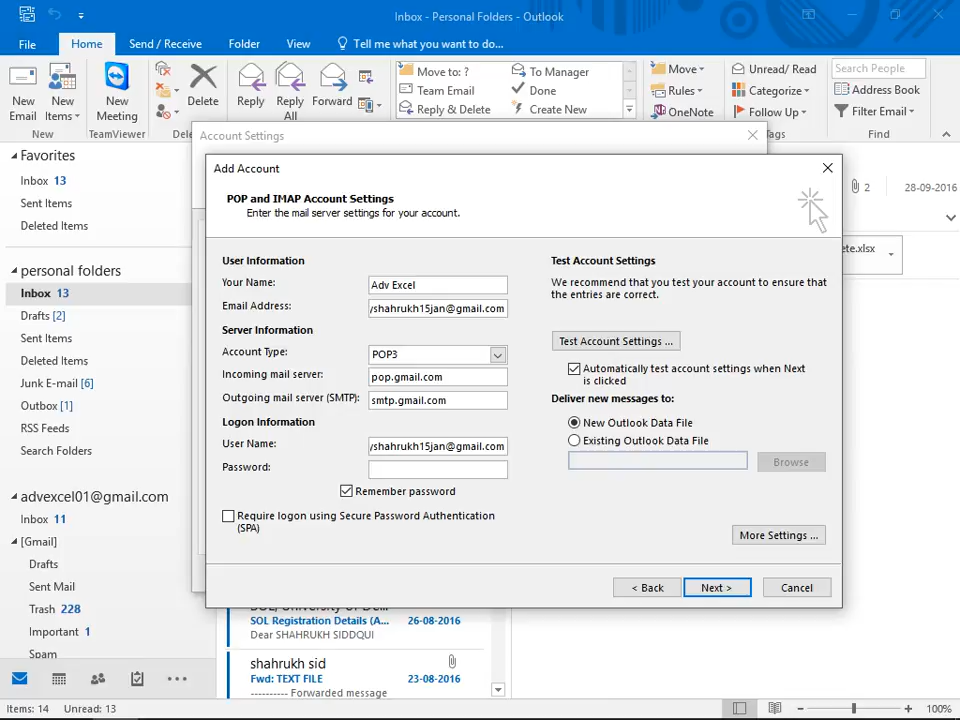 Inbox - Personal Folders - Outlook
File Home Send / Receive Folder View Tell me what you want to do...
New Email
New Items
New
New Meeting
TeamViewer
Delete
Reply
Reply All
Forward
Move to: ?
Team Email
Reply & Delete
To Manager
Done
Create New
Move
Rules
OneNote
Unread/ Read
Categorize
Follow Up
Search People
Address Book
Filter Email
Find
Account Settings
Favorites
Inbox 13
Sent Items
Deleted Items
personal folders
Inbox 13
Drafts [2]
Sent Items
Deleted Items
Junk E-mail [6]
Outbox [1]
RSS Feeds
Search Folders
advexcel01@gmail.com
Inbox 11
[Gmail]
Drafts
Sent Mail
Trash 228
Important 1
Spam
2 28-09-2016
ete.xlsx
Add Account
POP and IMAP Account Settings
Enter the mail server settings for your account.
User Information
Your Name: Adv Excel
Email Address: yshahrukh15jan@gmail.com
Server Information
Account Type: POP3
Incoming mail server: pop.gmail.com
Outgoing mail server (SMTP): smtp.gmail.com
Logon Information
User Name: yshahrukh15jan@gmail.com
Password:
Remember password
Require logon using Secure Password Authentication
(SPA)
Test Account Settings
We recommend that you test your account to ensure that
the entries are correct.
Test Account Settings ...
Automatically test account settings when Next
is clicked
Deliver new messages to:
New Outlook Data File
Existing Outlook Data File
Browse
More Settings ...
< Back Next > Cancel
SOL Registration Details (A... 26-08-2016
Dear SHAHRUKH SIDDQUI
shahrukh sid
Fwd: TEXT FILE 23-08-2016
---------- Forwarded message
Items: 14 Unread: 13
100%